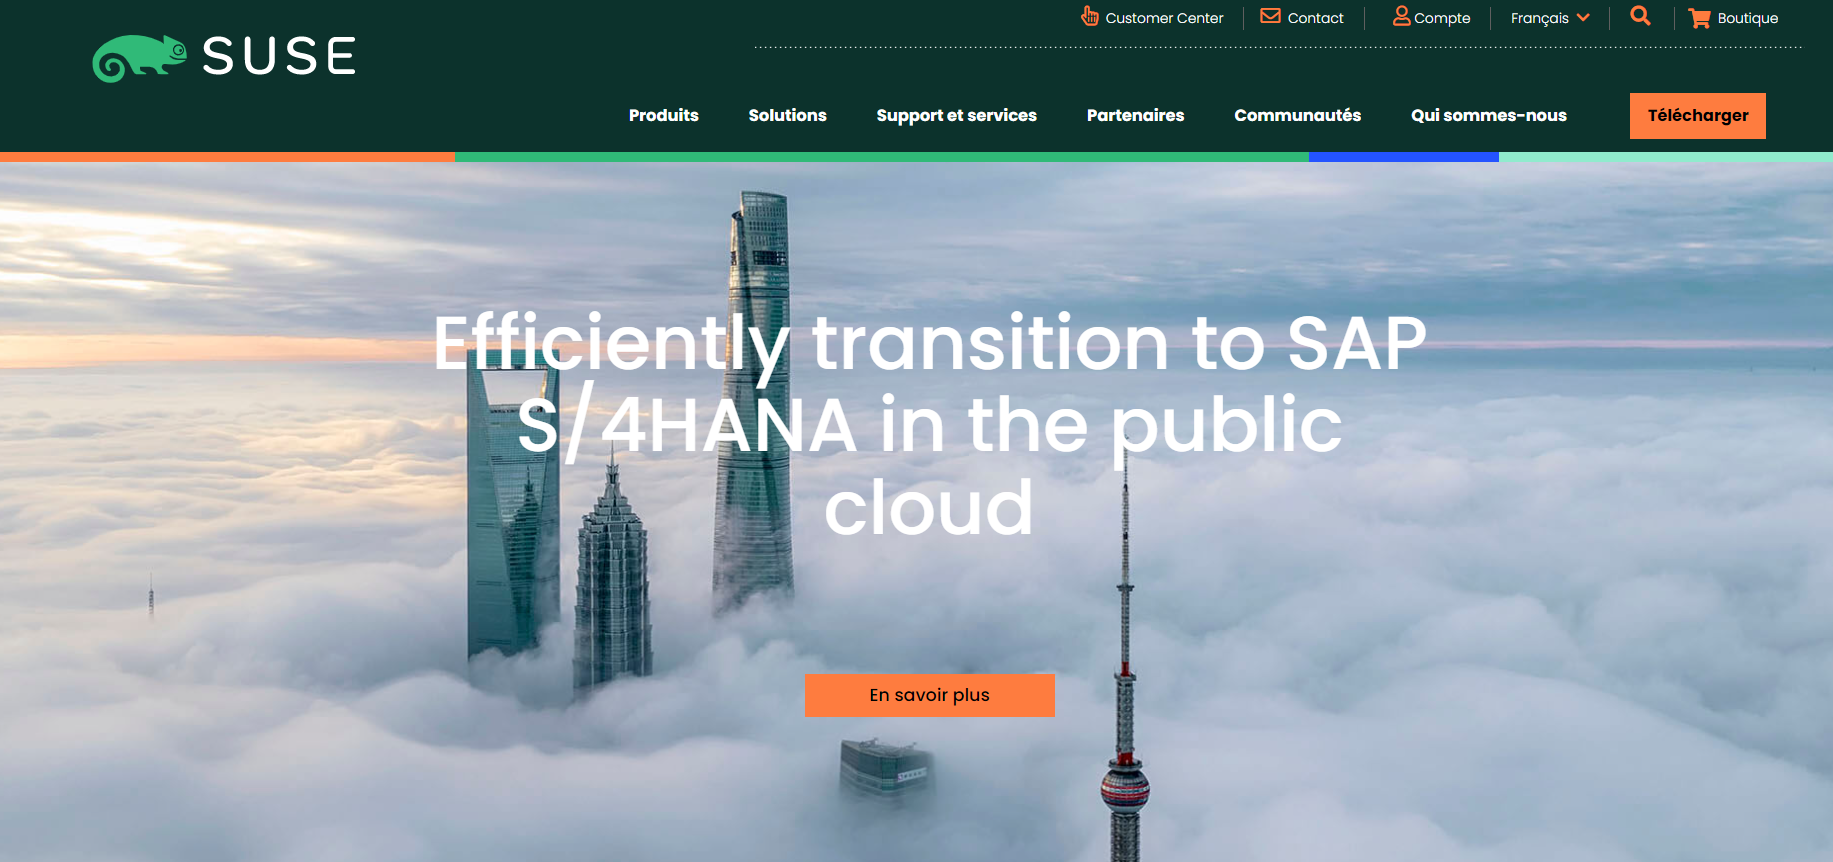 Customer Center
Contact
Compte
Français
Boutique
SUSE
Produits
Solutions
Support et services
Partenaires
Communautés
Qui sommes-nous
Télécharger
Efficiently transition to SAP
S/4HANA in the public
cloud
En savoir plus